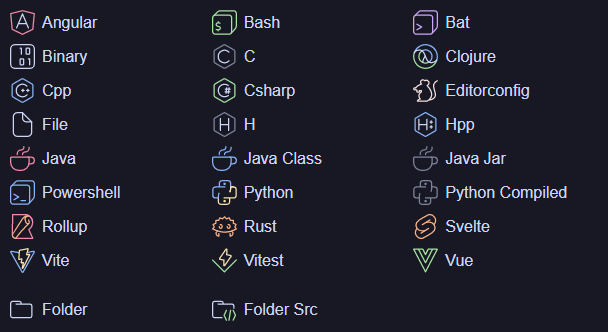 Angular Bash Bat
Binary C Clojure
Cpp Csharp Editorconfig
File H Hpp
Java Java Class Java Jar
Powershell Python Python Compiled
Rollup Rust Svelte
Vite Vitest Vue
Folder Folder Src